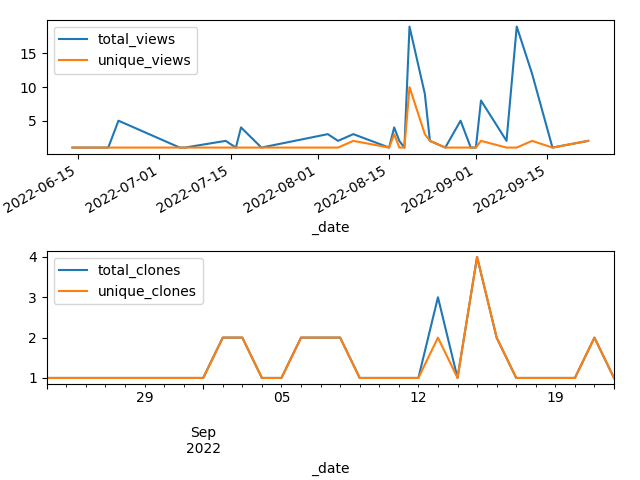 total_views
unique_views
15
10
5
2022-06-15
2022-07-01
2022-07-15
2022-08-01
2022-08-15
2022-09-01
2022-09-15
_date
total_clones
unique_clones
4
3
2
1
29
05
12
19
Sep
2022
_date